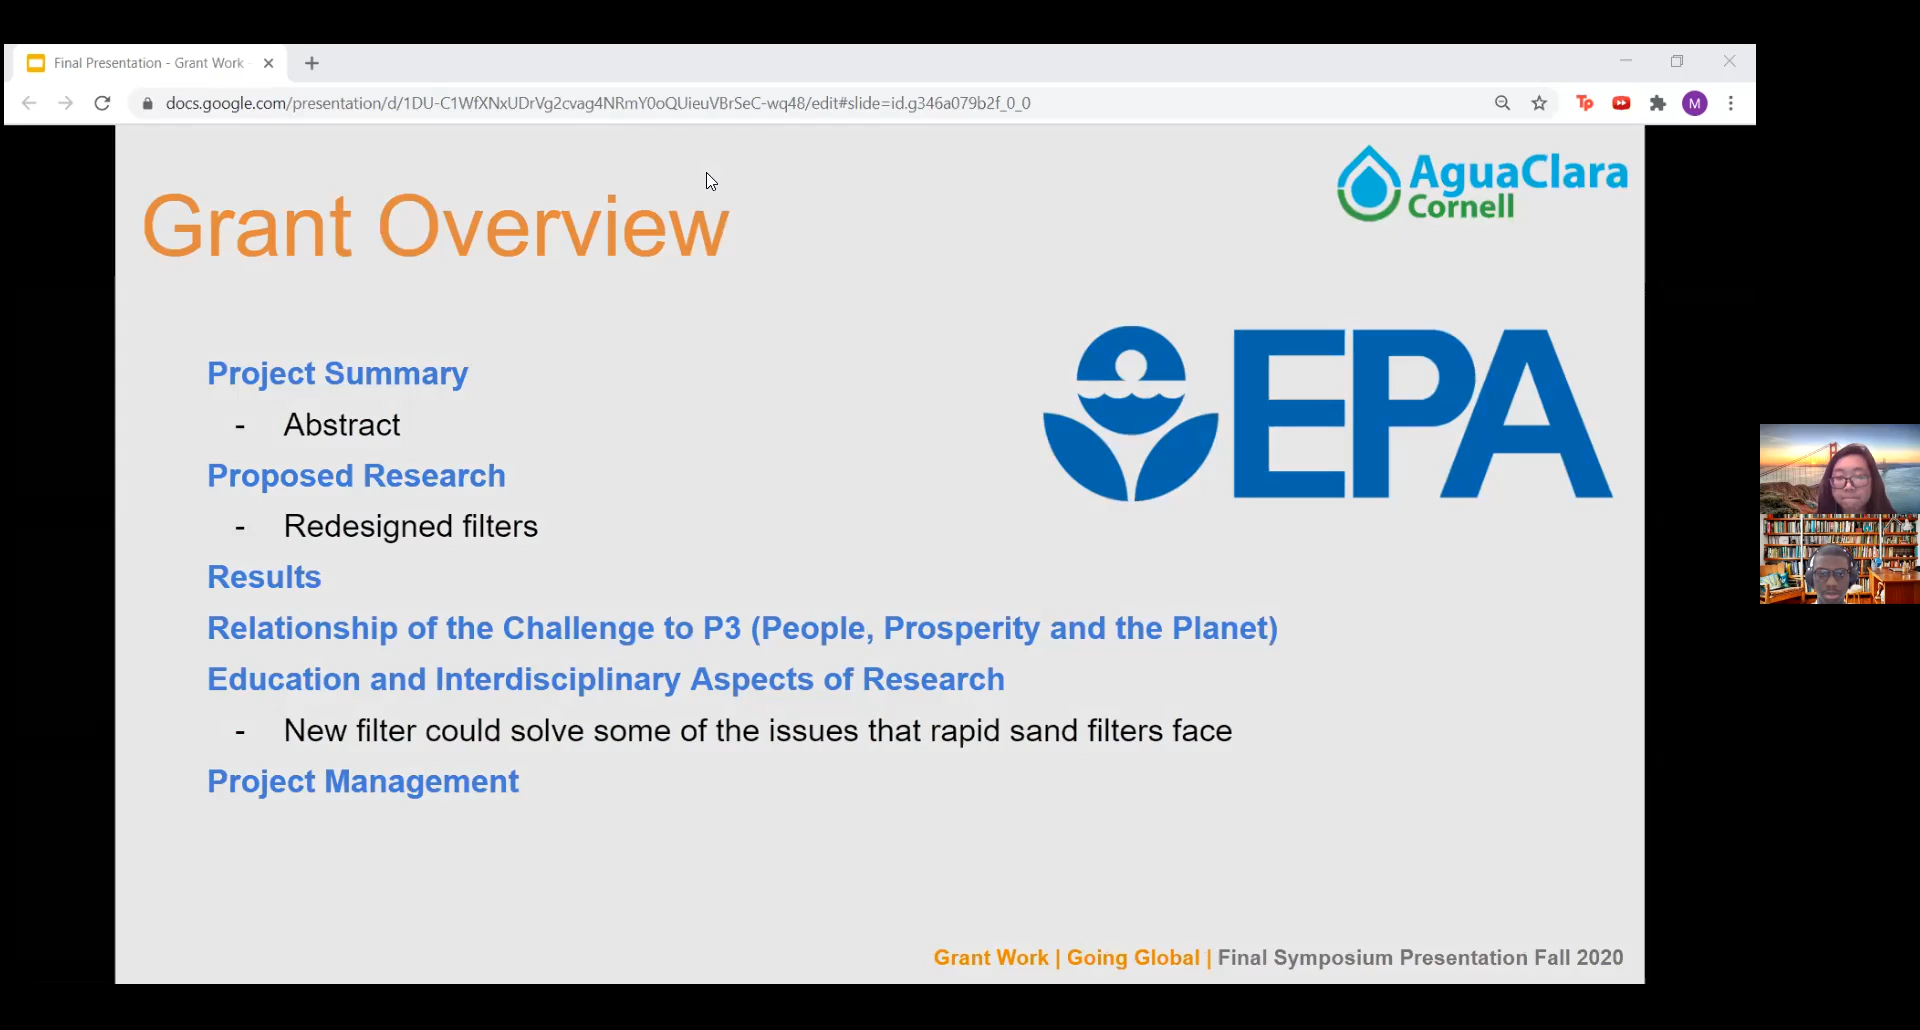 Final Presentation - Grant Work
docs.google.com/presentation/d/1DU-C1WfXNxUDrVg2cvag4NRmY0oQUieuVBrSeC-wq48/edit#slide=id.g346a079b2f_0_0
Tp
M
AguaClara
Cornell
Grant Overview
EPA
Project Summary
- Abstract
Proposed Research
- Redesigned filters
Results
Relationship of the Challenge to P3 (People, Prosperity and the Planet)
Education and Interdisciplinary Aspects of Research
- New filter could solve some of the issues that rapid sand filters face
Project Management
Grant Work | Going Global | Final Symposium Presentation Fall 2020